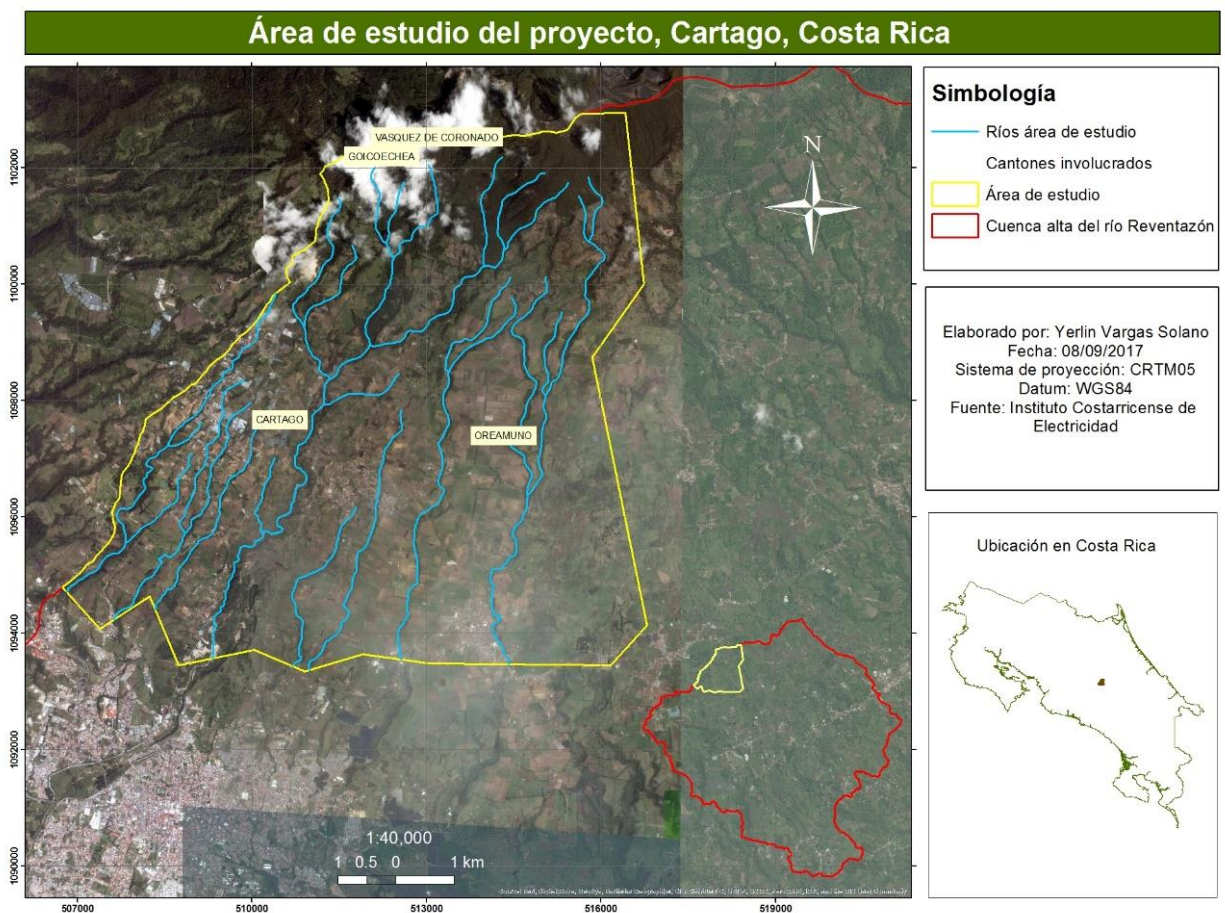 Área de estudio del proyecto, Cartago, Costa Rica
VASQUEZ DE CORONADO
GOICOECHEA
CARTAGO
OREAMUNO
N
1102000
1100000
1098000
1096000
1094000
1092000
1090000
1:40,000
1 0.5 0 1 km
507000 510000 513000 516000 519000
Simbología
Ríos área de estudio
Cantones involucrados
Área de estudio
Cuenca alta del río Reventazón
Elaborado por: Yerlin Vargas Solano
Fecha: 08/09/2017
Sistema de proyección: CRTM05
Datum: WGS84
Fuente: Instituto Costarricense de
Electricidad
Ubicación en Costa Rica